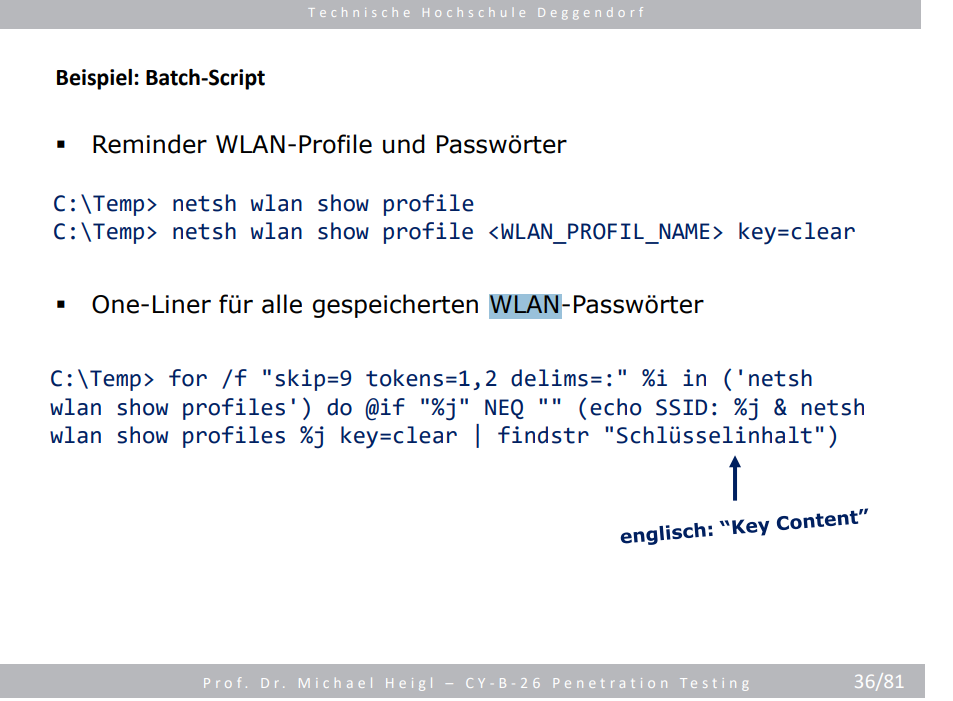 Technische Hochschule Deggendorf
Beispiel: Batch-Script
▪ Reminder WLAN-Profile und Passwörter
C:\Temp> netsh wlan show profile
C:\Temp> netsh wlan show profile <WLAN_PROFIL_NAME> key=clear
▪ One-Liner für alle gespeicherten WLAN-Passwörter
C:\Temp> for /f "skip=9 tokens=1,2 delims=:" %i in ('netsh
wlan show profiles') do @if "%j" NEQ "" (echo SSID: %j & netsh
wlan show profiles %j key=clear | findstr "Schlüsselinhalt")
englisch: “Key Content”
Prof. Dr. Michael Heigl – CY-B-26 Penetration Testing
36/81